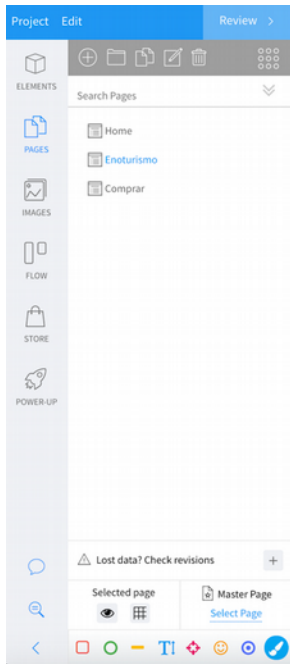 Project Edit Review >
ELEMENTS
Search Pages
Home
PAGES
Enoturismo
Comprar
IMAGES
FLOW
STORE
POWER-UP
Lost data? Check revisions +
Selected page
Master Page
Select Page
TI